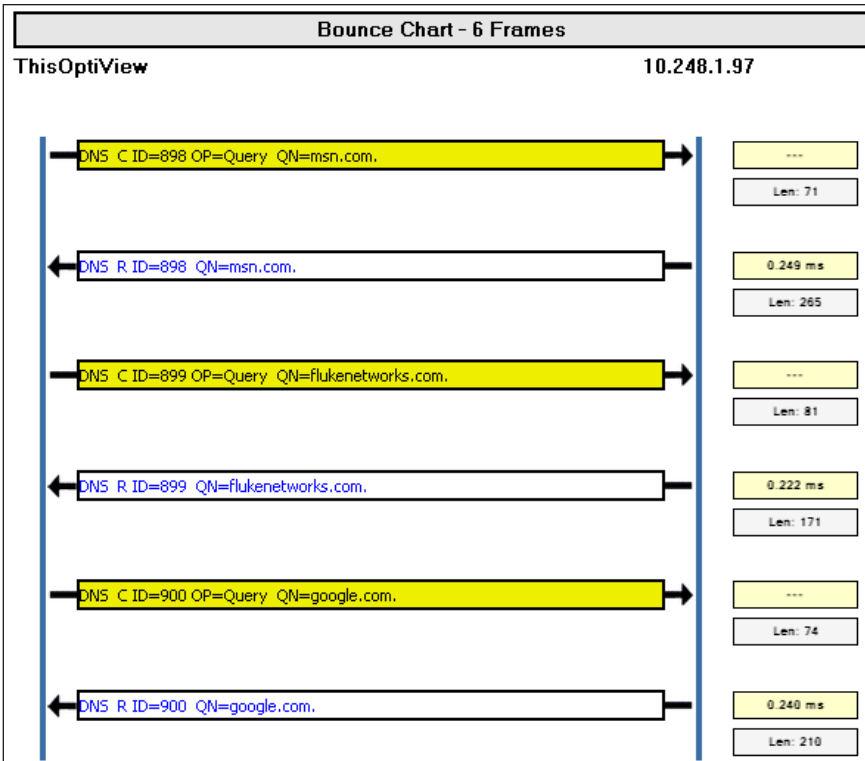 Bounce Chart - 6 Frames
ThisOptiView 10.248.1.97
DNS C ID=898 OP=Query QN=msn.com. ---
Len: 71
DNS R ID=898 QN=msn.com. 0.249 ms
Len: 265
DNS C ID=899 OP=Query QN=flukenetworks.com. ---
Len: 81
DNS R ID=899 QN=flukenetworks.com. 0.222 ms
Len: 171
DNS C ID=900 OP=Query QN=google.com. ---
Len: 74
DNS R ID=900 QN=google.com. 0.240 ms
Len: 210